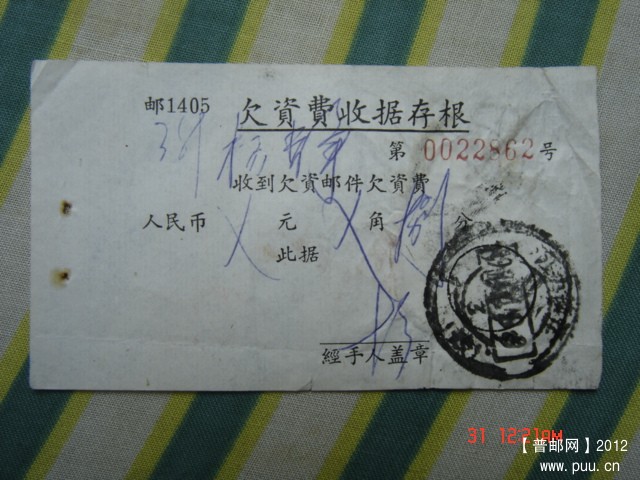 邮1405 欠資費收据存根
第 0022862 号
收到欠資邮件欠資費
人民币 X 元 X 角 捌 分
此据
經手人盖章
31 12:21AM
【普邮网】2012
www.puu.cn